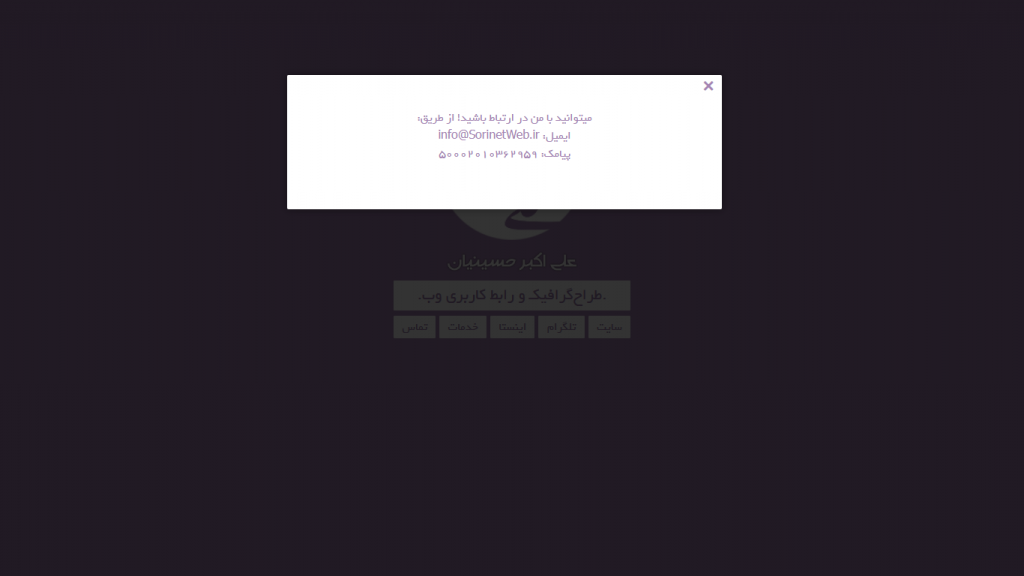 میتوانید با من در ارتباط باشید! از طریق:
ایمیل: info@SorinetWeb.ir
پیامک: ۵۰۰۰۲۰۱۰۳۶۲۹۵۹
علی اکبر حسینیان
.طراح‌گرافیک و رابط کاربری وب.
سایت تلگرام اینستا خدمات تماس